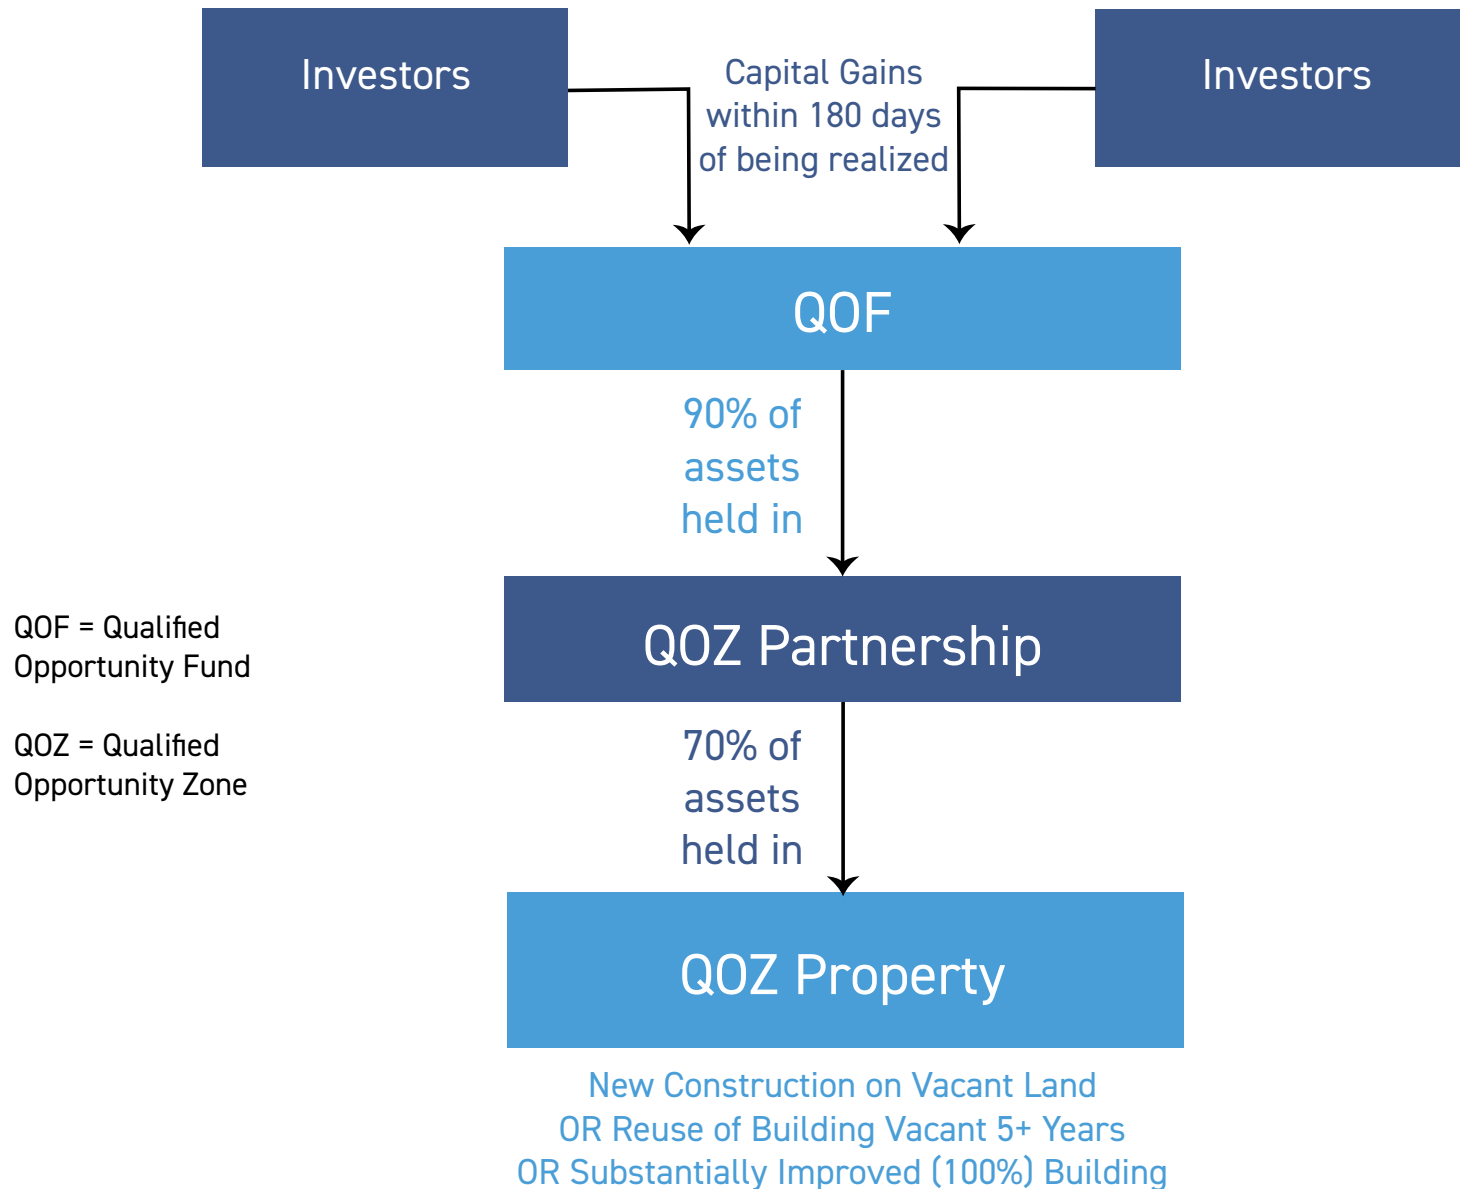 Investors
Capital Gains
within 180 days
of being realized
Investors
QOF
90% of
assets
held in
QOZ Partnership
QOF = Qualified
Opportunity Fund
QOZ = Qualified
Opportunity Zone
70% of
assets
held in
QOZ Property
New Construction on Vacant Land
OR Reuse of Building Vacant 5+ Years
OR Substantially Improved (100%) Building